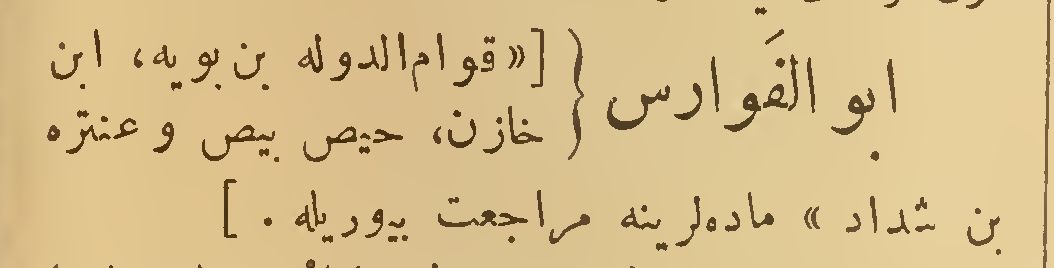 ابو الفَوارس { [«قوام‌الدوله بن بویه، ابن
خازن، حیص بیص و عنتره
بن شداد » ماده‌لرینه مراجعت بیوریله . ]